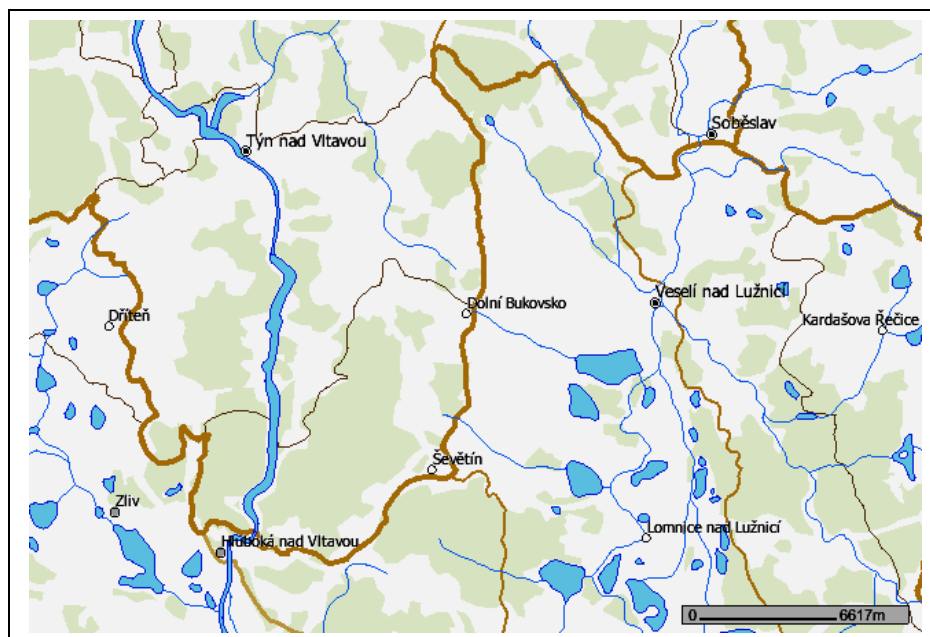 Soběslav
Týn nad Vltavou
Veselí nad Lužnicí
Dolní Bukovsko
Dříteň
Kardašova Řečice
Ševětín
Zliv
Lomnice nad Lužnicí
Hluboká nad Vltavou
0 6617m